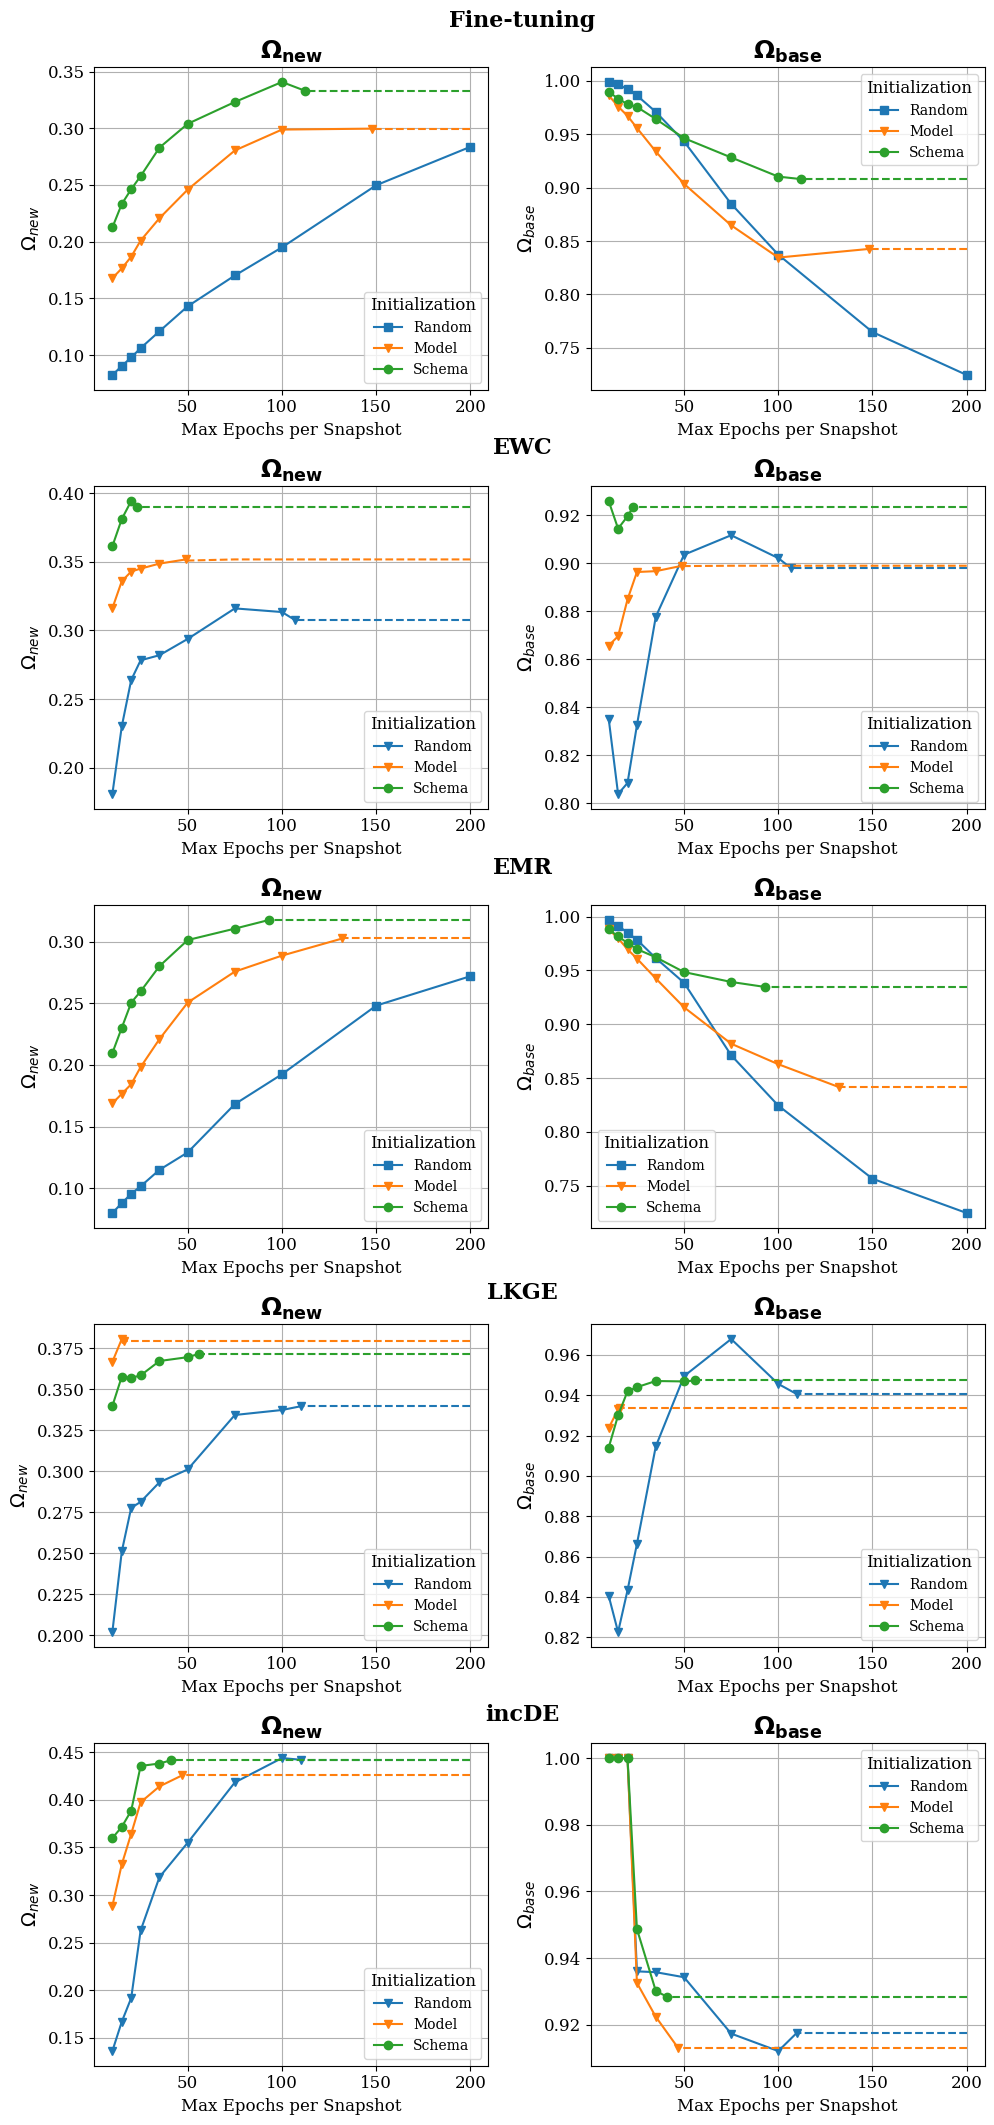 Fine-tuning
Ω_new
Ω_base
0.35
0.30
0.25
0.20
0.15
0.10
Ω_new
50 100 150 200
Max Epochs per Snapshot
Initialization
Random
Model
Schema
1.00
0.95
0.90
0.85
0.80
0.75
Ω_base
50 100 150 200
Max Epochs per Snapshot
Initialization
Random
Model
Schema
EWC
Ω_new
Ω_base
0.40
0.35
0.30
0.25
0.20
Ω_new
50 100 150 200
Max Epochs per Snapshot
Initialization
Random
Model
Schema
0.92
0.90
0.88
0.86
0.84
0.82
0.80
Ω_base
50 100 150 200
Max Epochs per Snapshot
Initialization
Random
Model
Schema
EMR
Ω_new
Ω_base
0.30
0.25
0.20
0.15
0.10
Ω_new
50 100 150 200
Max Epochs per Snapshot
Initialization
Random
Model
Schema
1.00
0.95
0.90
0.85
0.80
0.75
Ω_base
50 100 150 200
Max Epochs per Snapshot
Initialization
Random
Model
Schema
LKGE
Ω_new
Ω_base
0.375
0.350
0.325
0.300
0.275
0.250
0.225
0.200
Ω_new
50 100 150 200
Max Epochs per Snapshot
Initialization
Random
Model
Schema
0.96
0.94
0.92
0.90
0.88
0.86
0.84
0.82
Ω_base
50 100 150 200
Max Epochs per Snapshot
Initialization
Random
Model
Schema
incDE
Ω_new
Ω_base
0.45
0.40
0.35
0.30
0.25
0.20
0.15
Ω_new
50 100 150 200
Max Epochs per Snapshot
Initialization
Random
Model
Schema
1.00
0.98
0.96
0.94
0.92
Ω_base
50 100 150 200
Max Epochs per Snapshot
Initialization
Random
Model
Schema